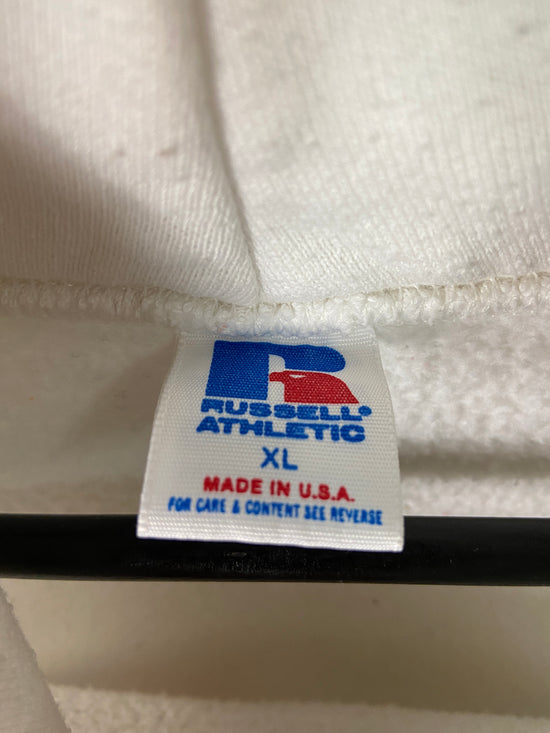 RUSSELL®
ATHLETIC
XL
MADE IN U.S.A.
FOR CARE & CONTENT SEE REVERSE